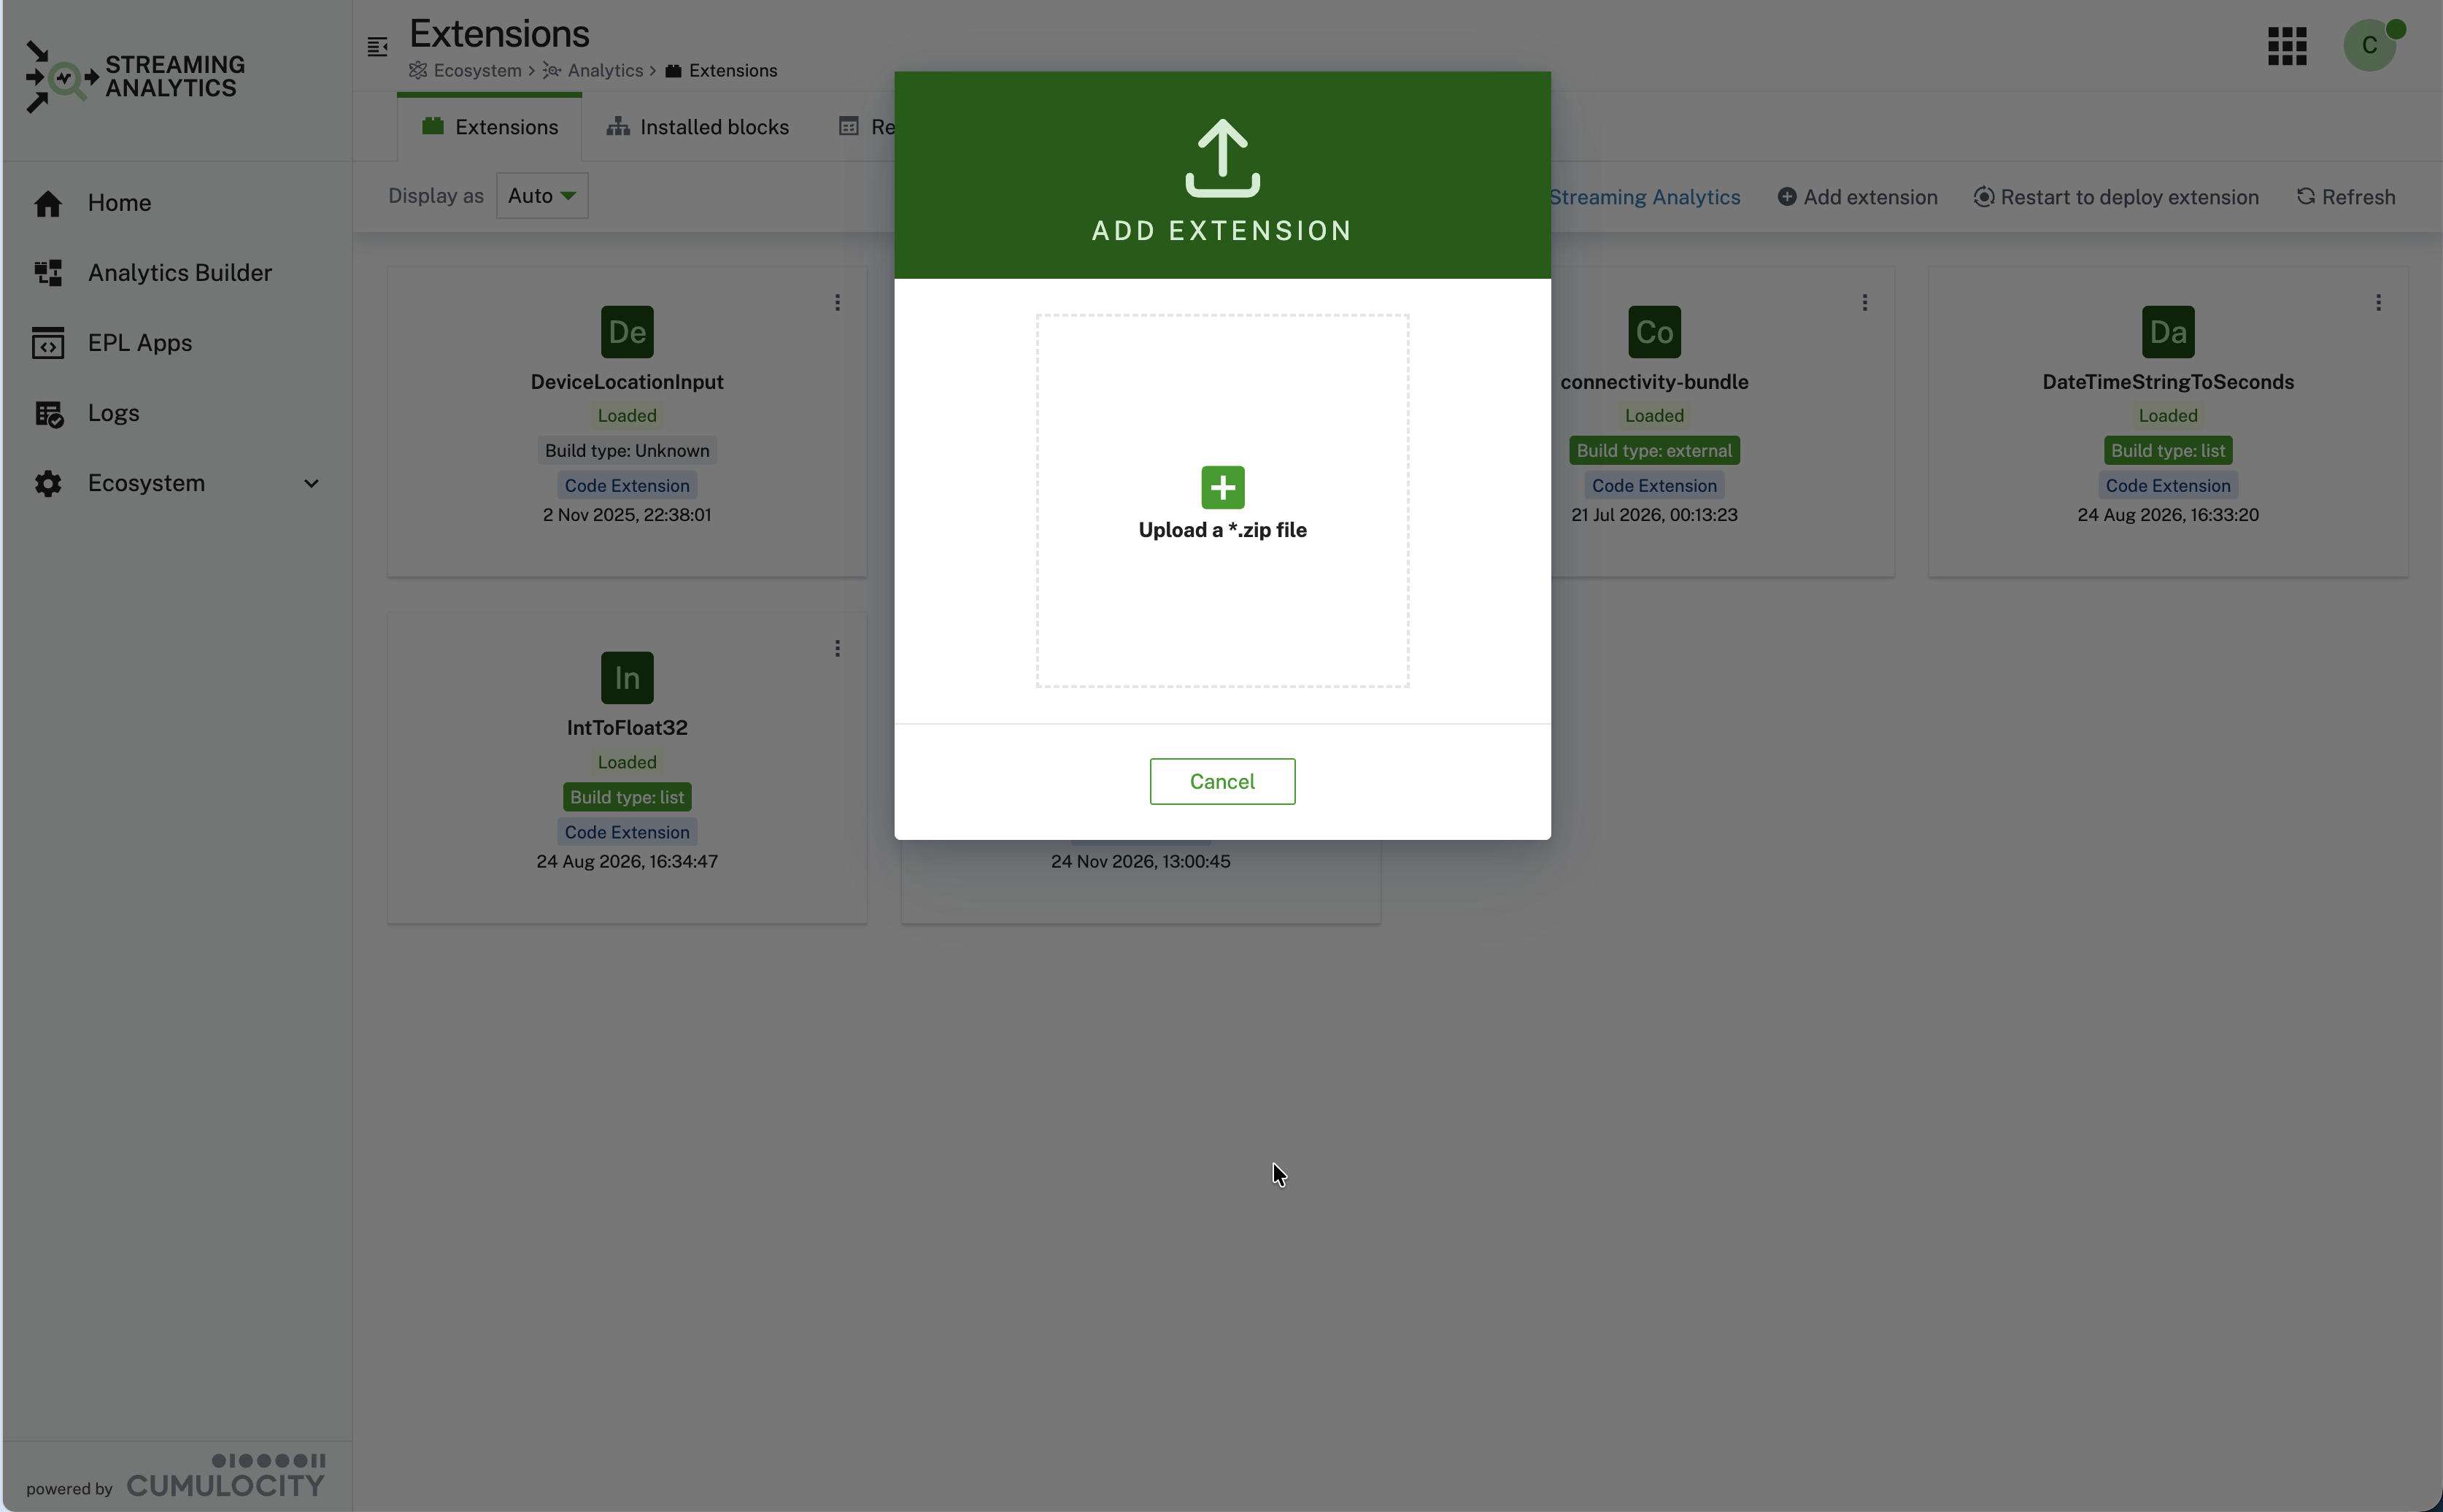 STREAMING
ANALYTICS
Home
Analytics Builder
EPL Apps
Logs
Ecosystem
powered by CUMULOCITY
Extensions
Ecosystem > Analytics > Extensions
C
Extensions
Installed blocks
Re
Display as
Auto
Streaming Analytics
Add extension
Restart to deploy extension
Refresh
De
DeviceLocationInput
Loaded
Build type: Unknown
Code Extension
2 Nov 2025, 22:38:01
Co
connectivity-bundle
Loaded
Build type: external
Code Extension
21 Jul 2026, 00:13:23
Da
DateTimeStringToSeconds
Loaded
Build type: list
Code Extension
24 Aug 2026, 16:33:20
In
IntToFloat32
Loaded
Build type: list
Code Extension
24 Aug 2026, 16:34:47
24 Nov 2026, 13:00:45
ADD EXTENSION
Upload a *.zip file
Cancel